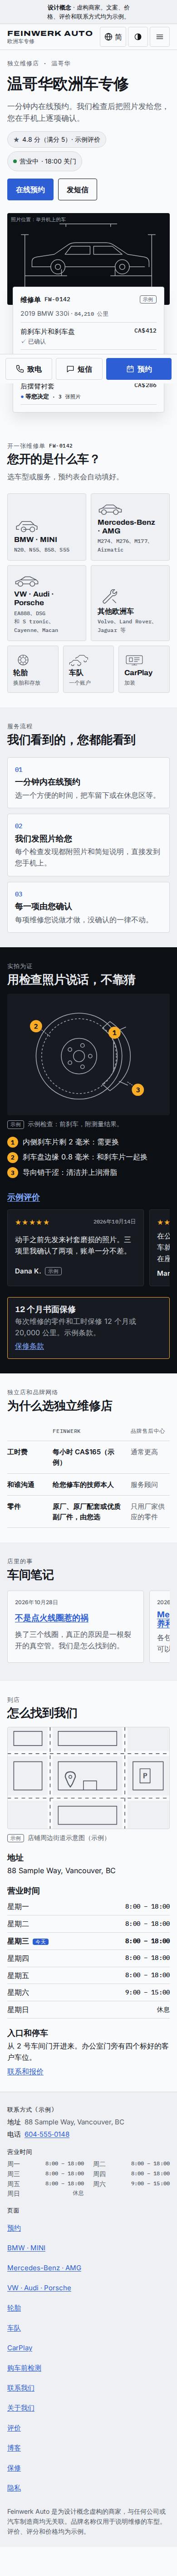 设计概念 · 虚构商家、文案、价
格、评价和联系方式均为示例。
FEINWERK AUTO
欧洲车专修
简
独立维修店 · 温哥华
温哥华欧洲车专修
一分钟内在线预约。我们检查后把照片发给您，
您在手机上逐项确认。
★ 4.8 分（满分 5）· 示例评价
营业中 · 18:00 关门
在线预约
发短信
照片位置：举升机上的车
维修单 FW-0142
示例
2019 BMW 330i · 84,210 公里
前刹车片和刹车盘
CA$412
✓ 已确认
致电
短信
预约
后摆臂衬套
CA$286
等您决定 · 3 张照片
开一张维修单 FW-0142
您开的是什么车？
选车型或服务，预约表会自动填好。
BMW · MINI
N20, N55, B58, S55
Mercedes-Benz
· AMG
M274, M276, M177,
Airmatic
VW · Audi ·
Porsche
EA888, DSG
和 S tronic,
Cayenne, Macan
其他欧洲车
Volvo, Land Rover,
Jaguar 等
轮胎
换胎和存放
车队
一个账户
CarPlay
加装
服务流程
我们看到的，您都能看到
01
一分钟内在线预约
选一个方便的时间，把车留下或在休息区等。
02
我们发照片给您
每个检查发现都附照片和简短说明，直接发到
您手机上。
03
每一项由您确认
每项维修您说做才做，没确认的一律不动。
实拍为证
用检查照片说话，不靠猜
2
1
3
示例
示例检查：前刹车，附测量结果。
1 内侧刹车片剩 2 毫米：需更换
2 刹车盘边缘 0.8 毫米：和刹车片一起换
3 导向销干涩：清洁并上润滑脂
示例评价
★★★★★
2026年10月14日
动手之前先发来衬套磨损的照片。三
项里我确认了两项，账单一分不差。
Dana K.
示例
12 个月书面保修
每次维修的零件和工时保修 12 个月或
20,000 公里。示例条款。
保修条款
独立店和品牌网络
为什么选独立维修店
FEINWERK
品牌售后中心
工时费
每小时 CA$165（示
例）
通常更高
和谁沟通
给您修车的技师本人
服务顾问
零件
原厂、原厂配套或优质
副厂件，由您选
只用厂家供
应的零件
店里的事
车间笔记
2026年10月28日
不是点火线圈惹的祸
换了三个线圈，真正的原因是一根裂
开的真空管。我们是怎么找到的。
到店
怎么找到我们
P
示例
店铺周边街道示意图（示例）
地址
88 Sample Way, Vancouver, BC
营业时间
星期一
8:00 – 18:00
星期二
8:00 – 18:00
星期三 今天
8:00 – 18:00
星期四
8:00 – 18:00
星期五
8:00 – 18:00
星期六
9:00 – 15:00
星期日
休息
入口和停车
从 2 号车间门开进来。办公室门旁有四个标好的客
户车位。
联系和报价
联系方式（示例）
地址 88 Sample Way, Vancouver, BC
电话 604-555-0148
营业时间
周一 8:00 – 18:00 周二 8:00 – 18:00
周三 8:00 – 18:00 周四 8:00 – 18:00
周五 8:00 – 18:00 周六 9:00 – 15:00
周日 休息
页面
预约
BMW · MINI
Mercedes-Benz · AMG
VW · Audi · Porsche
轮胎
车队
CarPlay
购车前检测
联系我们
关于我们
评价
博客
保修
隐私
Feinwerk Auto 是为设计概念虚构的商家，与任何公司或
汽车制造商均无关联。品牌名称仅用于说明维修的车型。
评价、评分和价格均为示例。